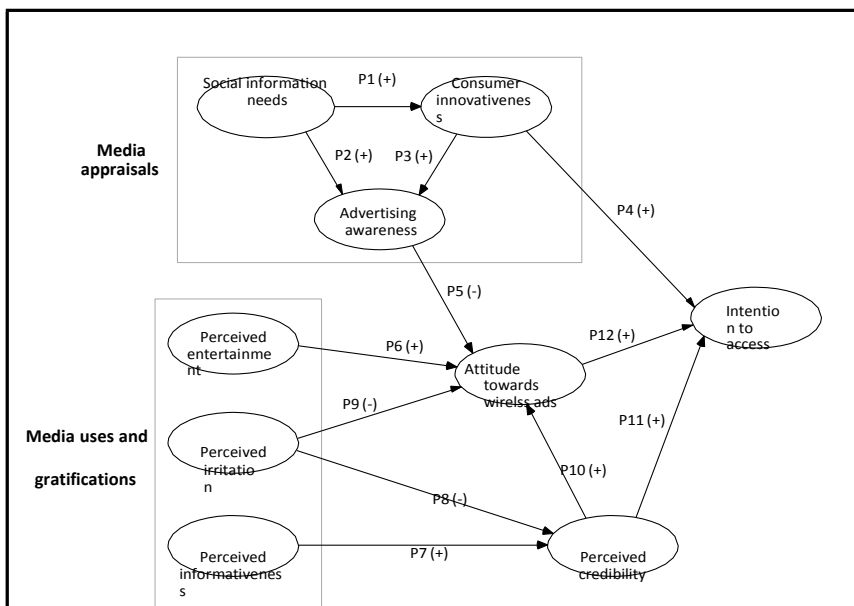 Social information
needs
P1 (+)
Consumer
innovativenes
s
Media
appraisals
P2 (+)
P3 (+)
Advertising
awareness
P4 (+)
P5 (-)
Intention
n to
access
Perceived
entertainme
nt
P6 (+)
P12 (+)
Attitude
towards
wirelss ads
P9 (-)
P11 (+)
Media uses and
gratifications
Perceived
irritatio
n
P10 (+)
P8 (-)
Perceived
informativenes
s
P7 (+)
Perceived
credibility